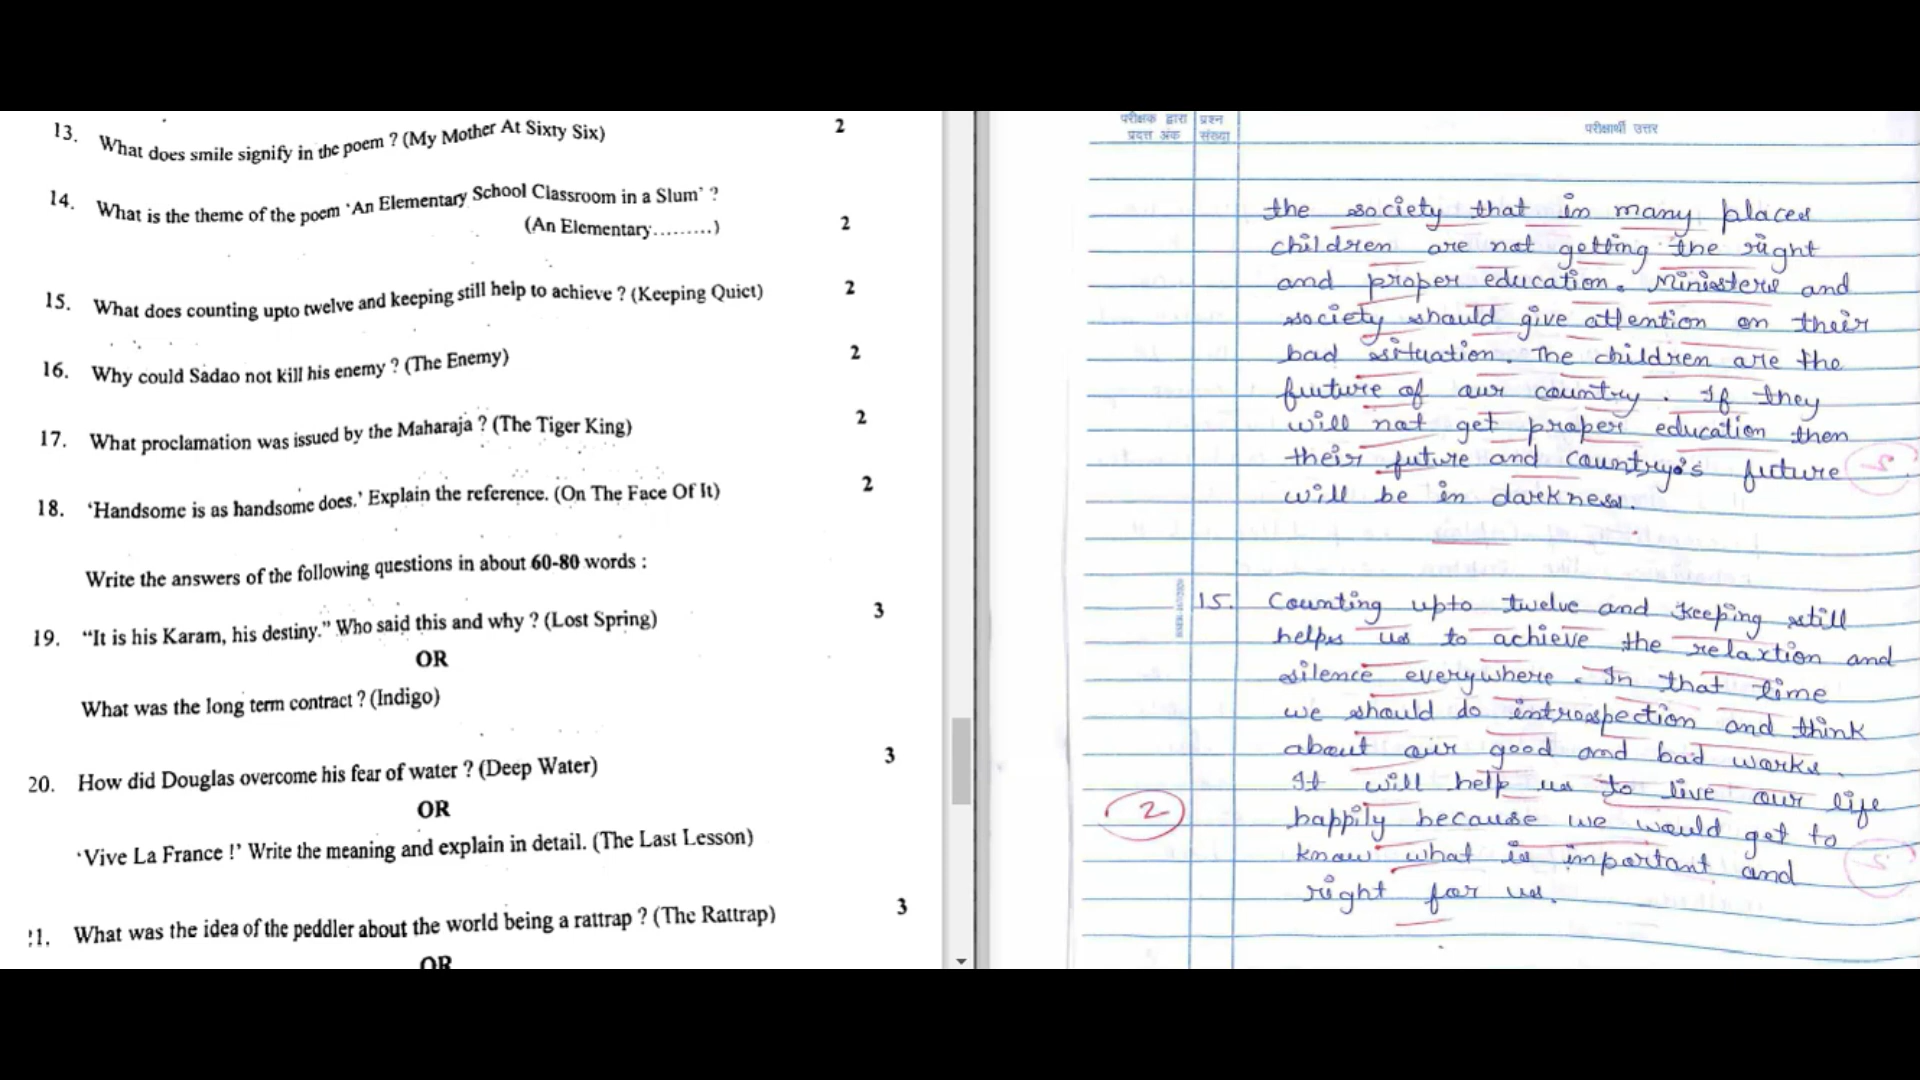 13. What does smile signify in the poem ? (My Mother At Sixty Six) 2
14. What is the theme of the poem 'An Elementary School Classroom in a Slum' ?
(An Elementary.........) 2
15. What does counting upto twelve and keeping still help to achieve ? (Keeping Quiet) 2
16. Why could Sadao not kill his enemy ? (The Enemy) 2
17. What proclamation was issued by the Maharaja ? (The Tiger King) 2
18. 'Handsome is as handsome does.' Explain the reference. (On The Face Of It) 2
Write the answers of the following questions in about 60-80 words :
19. "It is his Karam, his destiny." Who said this and why ? (Lost Spring) 3
OR
What was the long term contract ? (Indigo)
20. How did Douglas overcome his fear of water ? (Deep Water) 3
OR
'Vive La France !' Write the meaning and explain in detail. (The Last Lesson)
21. What was the idea of the peddler about the world being a rattrap ? (The Rattrap) 3
OR
परीक्षक द्वारा प्रश्न
प्रदत्त अंक संख्या
परीक्षार्थी उत्तर
the society that in many places
children are not getting the right
and proper education. Ministers and
society should give attention on their
bad situation. The children are the
future of our country. If they
will not get proper education then
their future and country's future
will be in darkness.
15. Counting upto twelve and keeping still
helps us to achieve the relaxtion and
silence everywhere. In that time
we should do introspection and think
about our good and bad works.
It will help us to live our life
2
happily because we would get to
know what is important and
right for us.